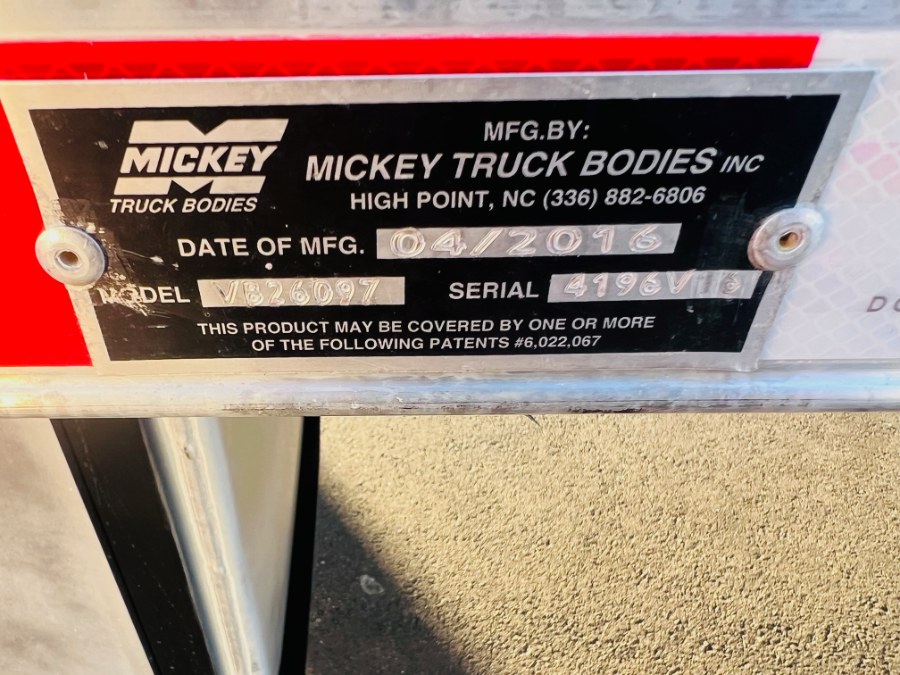 MICKEY
TRUCK BODIES
MFG.BY:
MICKEY TRUCK BODIES INC
HIGH POINT, NC (336) 882-6806
DATE OF MFG. 04/2016
MODEL VB26097
SERIAL
THIS PRODUCT MAY BE COVERED BY ONE OR MORE
OF THE FOLLOWING PATENTS #6,022,067